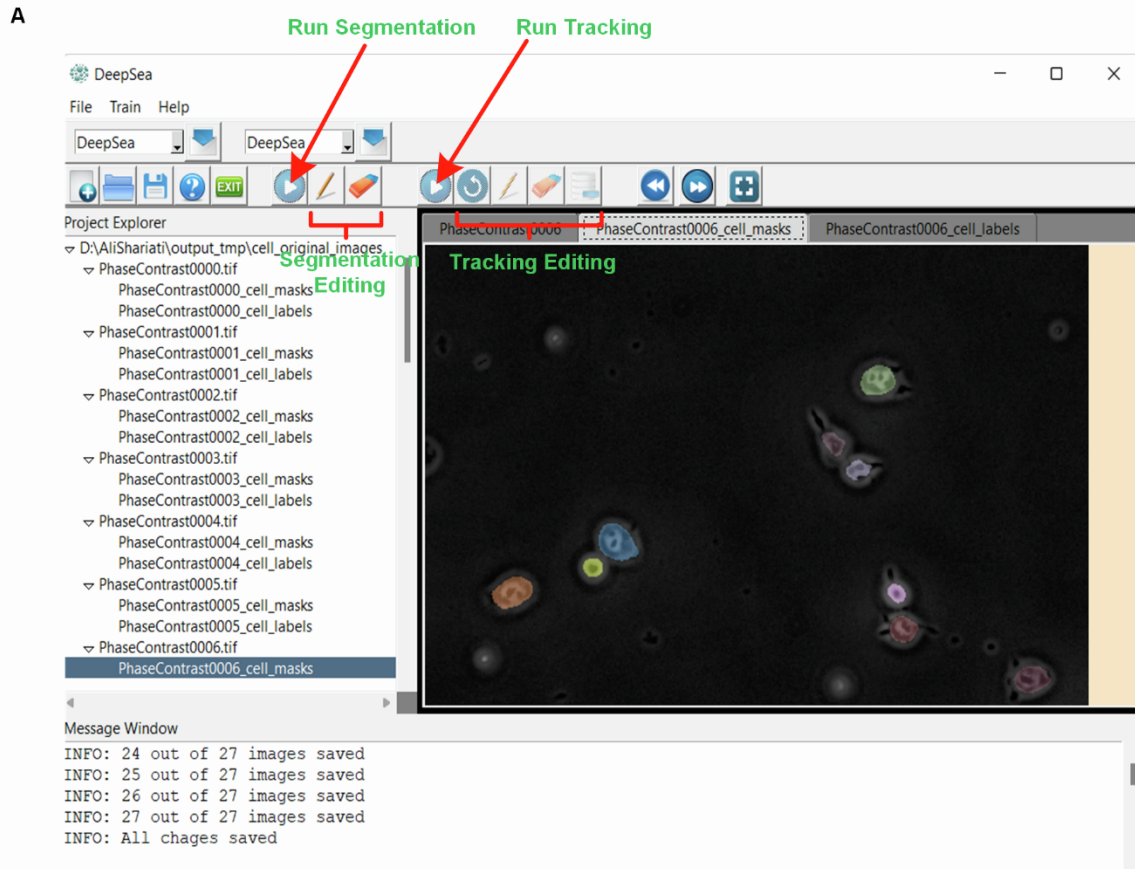 A
Run Segmentation Run Tracking
DeepSea
File Train Help
DeepSea DeepSea
EXIT
Project Explorer
PhaseContrast0006 PhaseContrast0006_cell_masks PhaseContrast0006_cell_labels
Segmentation Editing
Tracking Editing
D:\AliShariati\output_tmp\cell_original_images
PhaseContrast0000.tif
PhaseContrast0000_cell_masks
PhaseContrast0000_cell_labels
PhaseContrast0001.tif
PhaseContrast0001_cell_masks
PhaseContrast0001_cell_labels
PhaseContrast0002.tif
PhaseContrast0002_cell_masks
PhaseContrast0002_cell_labels
PhaseContrast0003.tif
PhaseContrast0003_cell_masks
PhaseContrast0003_cell_labels
PhaseContrast0004.tif
PhaseContrast0004_cell_masks
PhaseContrast0004_cell_labels
PhaseContrast0005.tif
PhaseContrast0005_cell_masks
PhaseContrast0005_cell_labels
PhaseContrast0006.tif
PhaseContrast0006_cell_masks
Message Window
INFO: 24 out of 27 images saved
INFO: 25 out of 27 images saved
INFO: 26 out of 27 images saved
INFO: 27 out of 27 images saved
INFO: All chages saved